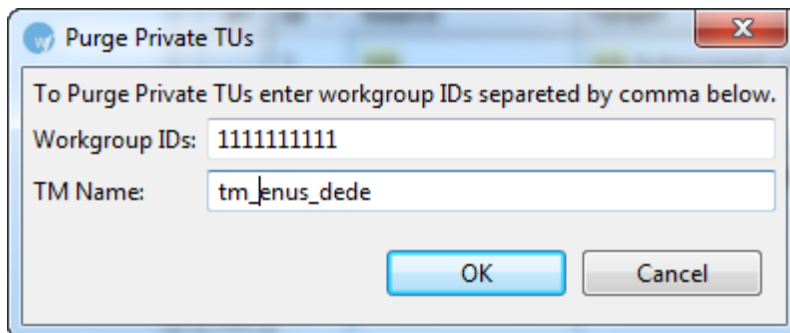 Purge Private TUs
To Purge Private TUs enter workgroup IDs separeted by comma below.
Workgroup IDs: 1111111111
TM Name: tm_enus_dede
OK Cancel